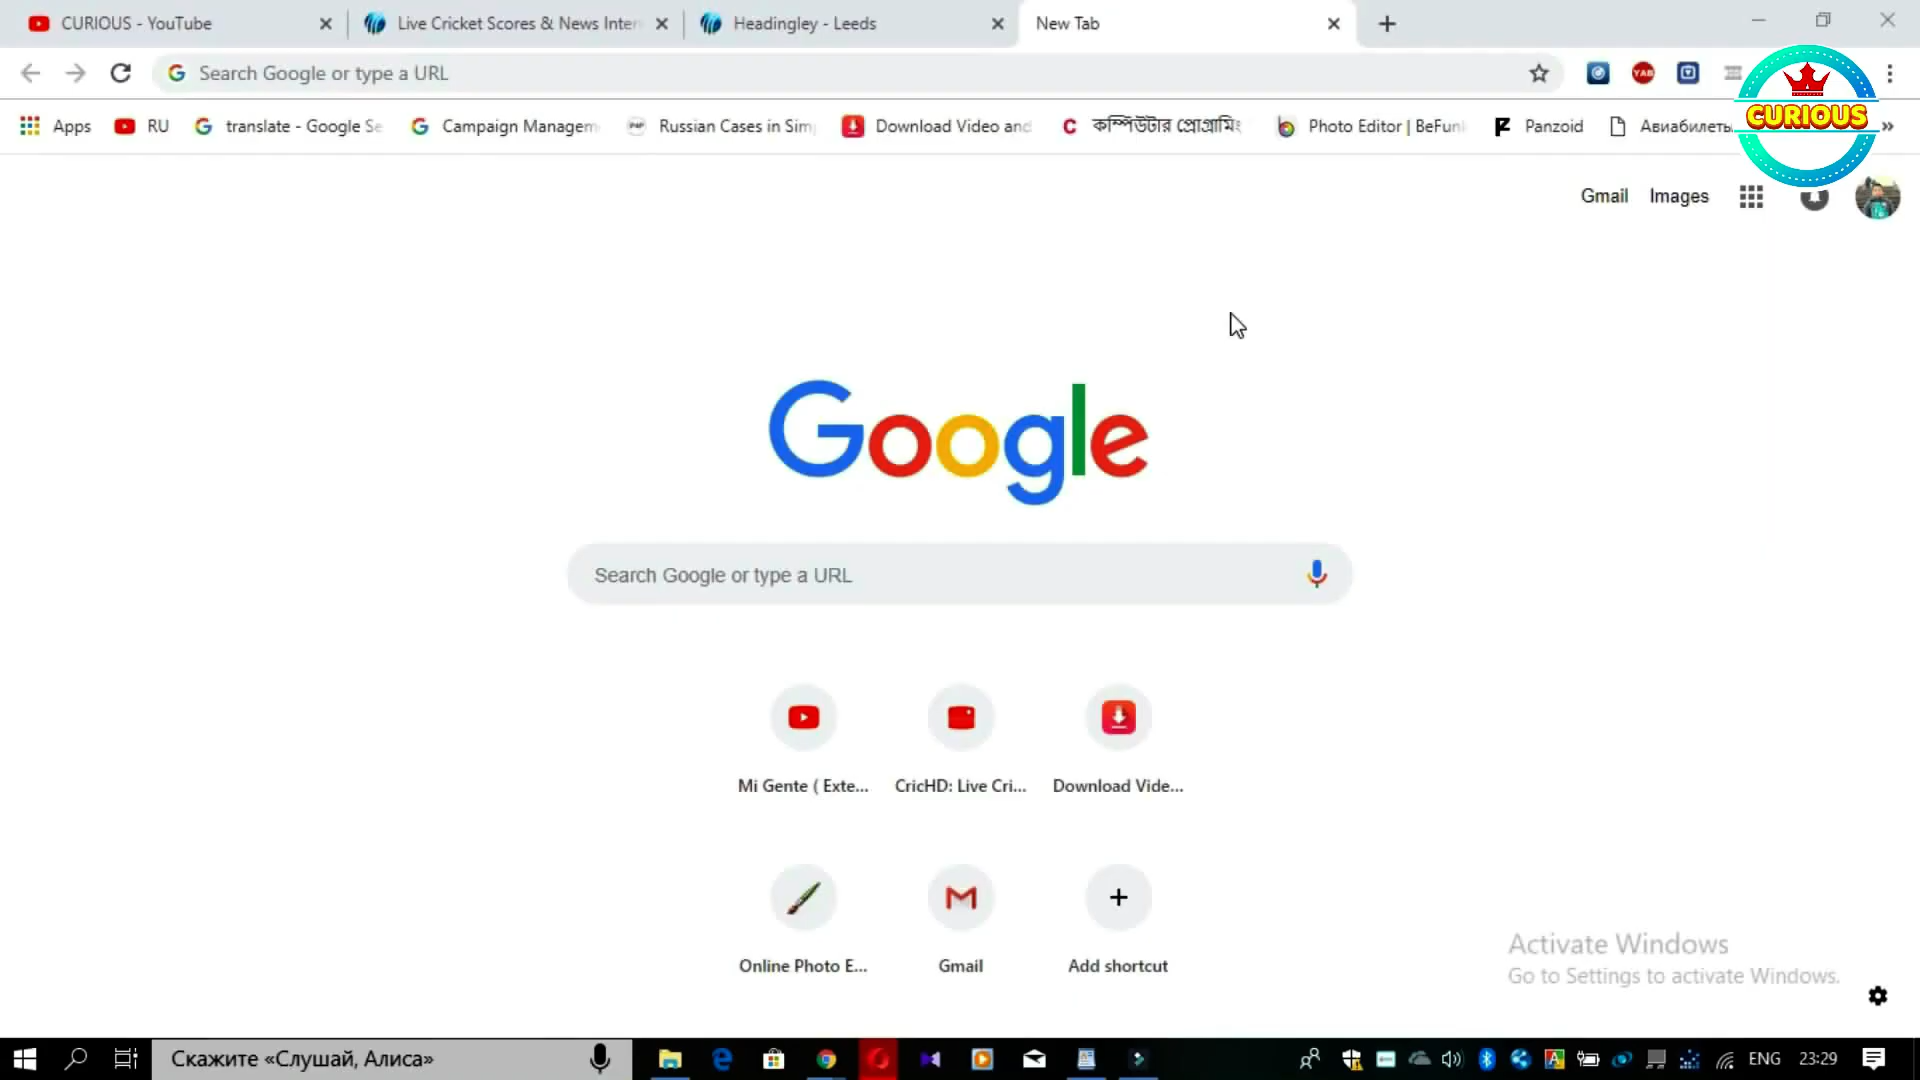 CURIOUS - YouTube
Live Cricket Scores & News Inter
Headingley - Leeds
New Tab
Search Google or type a URL
YAB
Apps
RU
translate - Google Se
Campaign Managem
Russian Cases in Sim
Download Video and
কম্পিউটার প্রোগ্রামিং
Photo Editor | BeFunk
Panzoid
Авиабилеты
CURIOUS
Gmail
Images
Google
Search Google or type a URL
Mi Gente ( Exte...
CricHD: Live Cri...
Download Vide...
Online Photo E...
Gmail
Add shortcut
Activate Windows
Go to Settings to activate Windows.
Скажите «Слушай, Алиса»
ENG
23:29